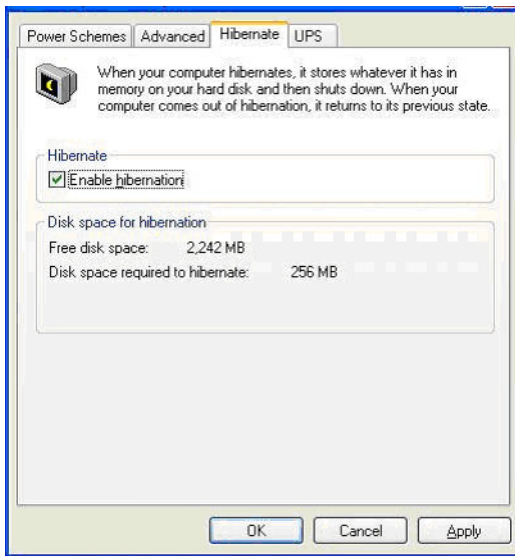 Power Schemes Advanced Hibernate UPS
When your computer hibernates, it stores whatever it has in
memory on your hard disk and then shuts down. When your
computer comes out of hibernation, it returns to its previous state.
Hibernate
Enable hibernation
Disk space for hibernation
Free disk space: 2,242 MB
Disk space required to hibernate: 256 MB
OK Cancel Apply